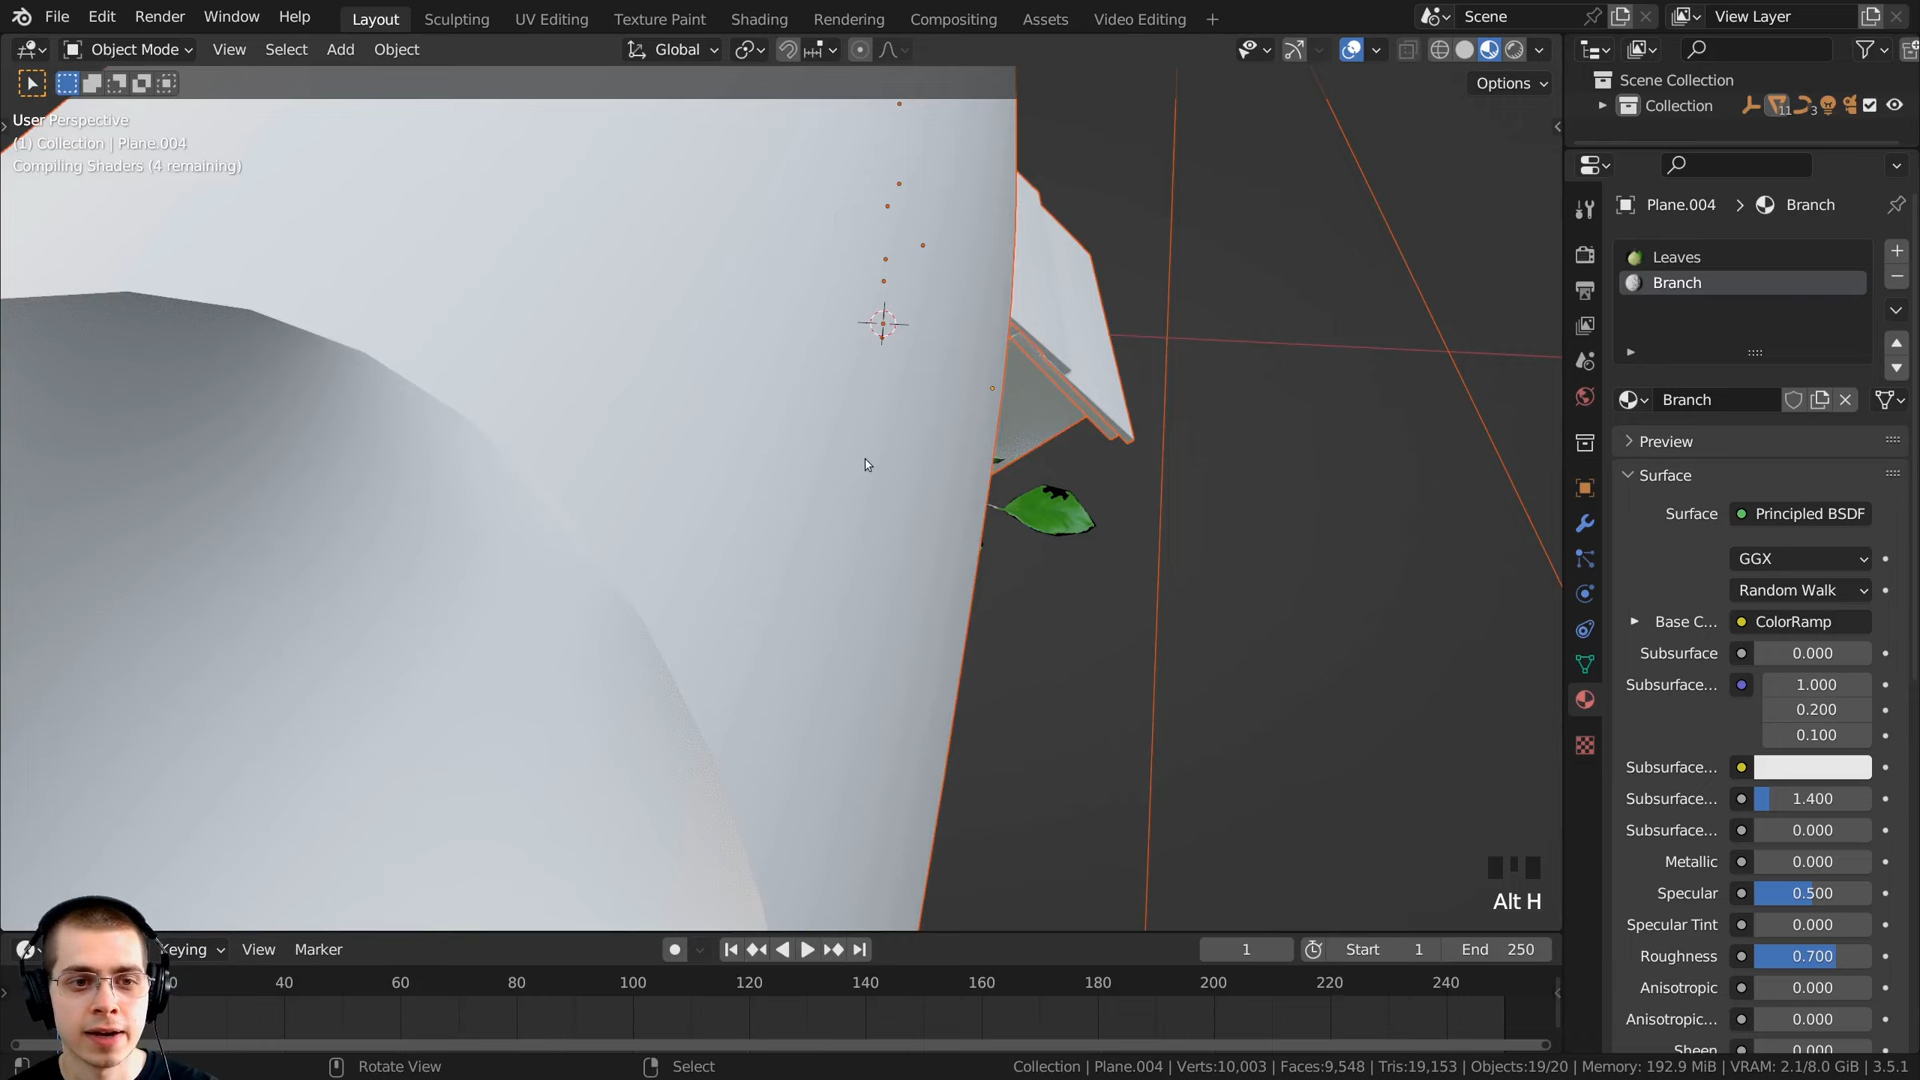 File Edit Render Window Help Layout Sculpting UV Editing Texture Paint Shading Rendering Compositing Assets Video Editing + Scene View Layer
Object Mode View Select Add Object Global
Options
User Perspective
(1) Collection | Plane.004
Compiling Shaders (4 remaining)
Scene Collection
Collection 11 3
Plane.004 > Branch
Leaves
Branch
Branch
Preview
Surface
Surface Principled BSDF
GGX
Random Walk
Base C... ColorRamp
Subsurface 0.000
Subsurface... 1.000
0.200
0.100
Subsurface...
Subsurface... 1.400
Subsurface... 0.000
Metallic 0.000
Specular 0.500
Specular Tint 0.000
Roughness 0.700
Anisotropic 0.000
Anisotropic... 0.000
Sheen 0.000
Alt H
Keying View Marker 1 Start 1 End 250
40 60 80 100 120 140 160 180 200 220 240
Rotate View Select Collection | Plane.004 | Verts:10,003 | Faces:9,548 | Tris:19,153 | Objects:19/20 | Memory: 192.9 MiB | VRAM: 2.1/8.0 GiB | 3.5.1